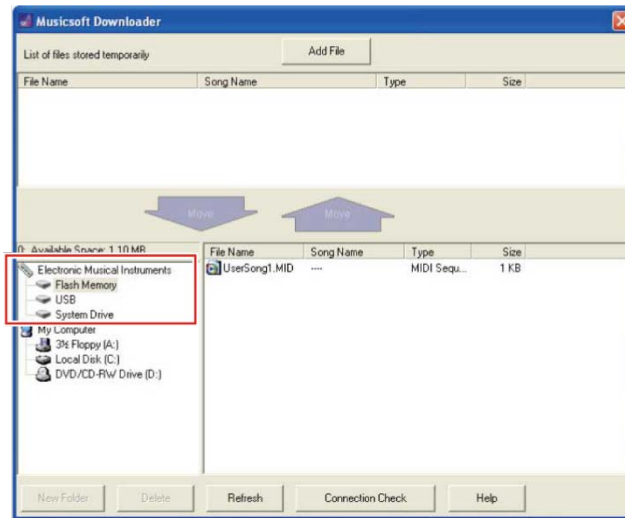 Musicsoft Downloader
List of files stored temporarily
Add File
File Name Song Name Type Size
Move Move
0: Available Space: 1.10 MB
File Name Song Name Type Size
UserSong1.MID ---- MIDI Sequ... 1 KB
Electronic Musical Instruments
Flash Memory
USB
System Drive
My Computer
3½ Floppy (A:)
Local Disk (C:)
DVD/CD-RW Drive (D:)
New Folder Delete Refresh Connection Check Help